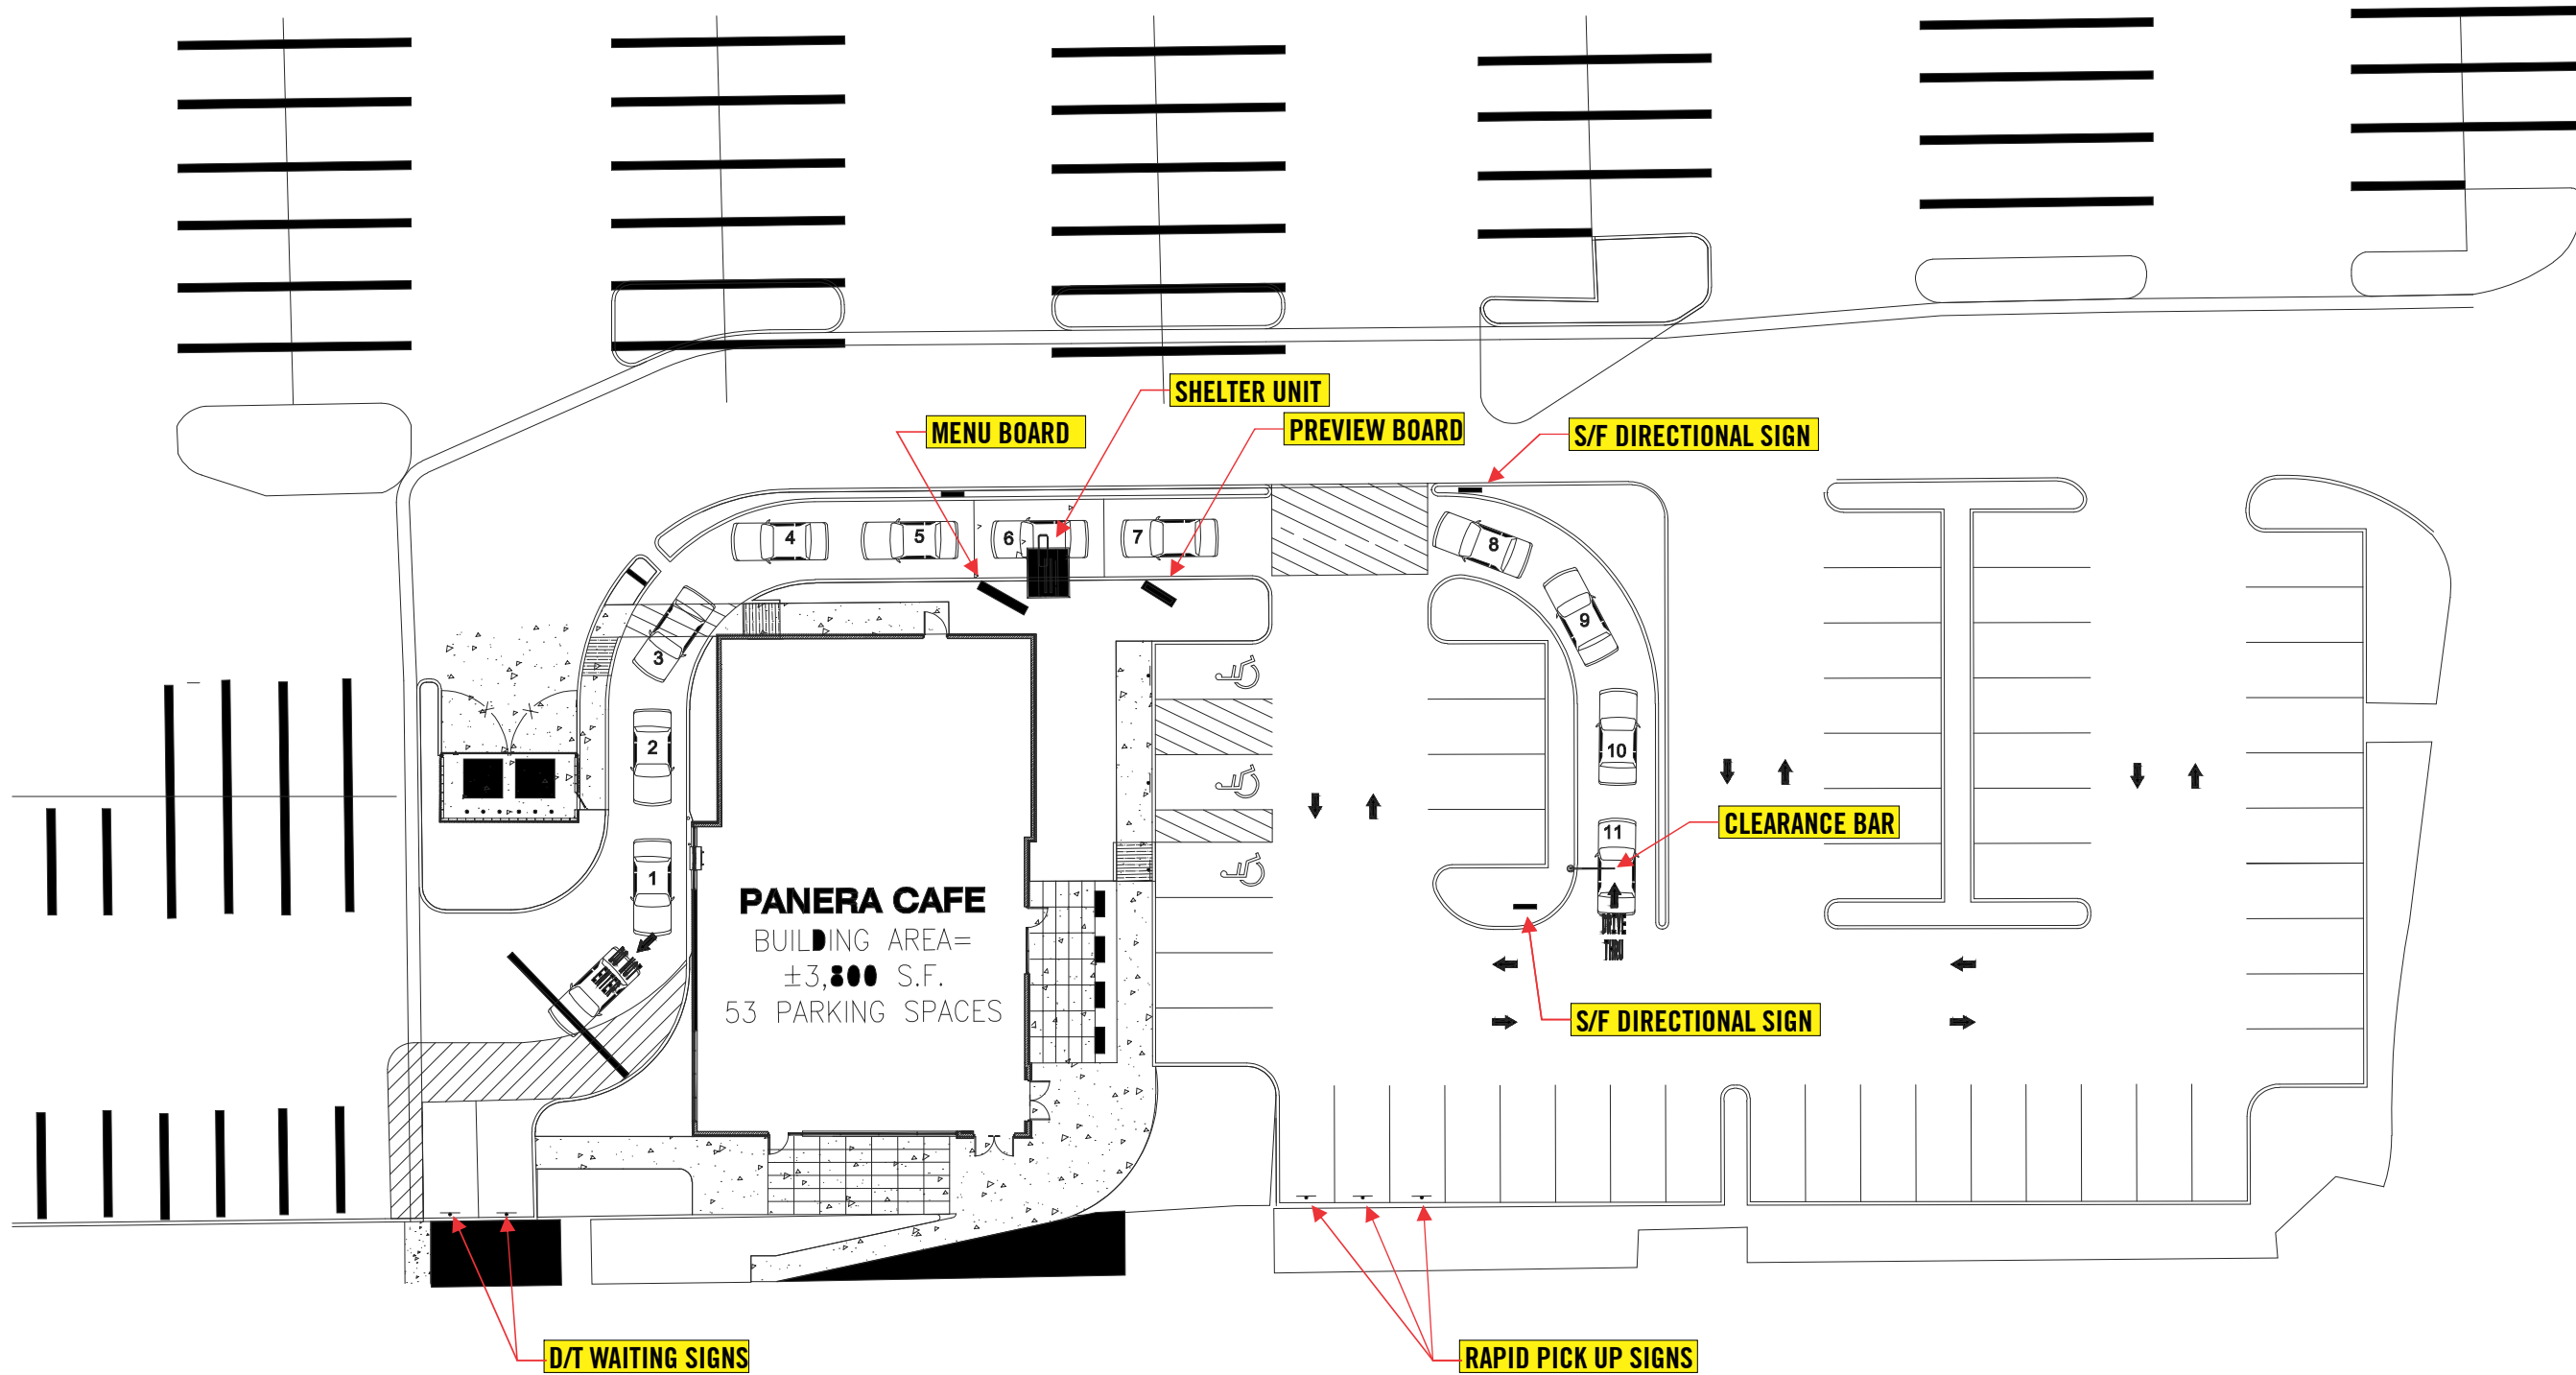 SHELTER UNIT
MENU BOARD
PREVIEW BOARD
S/F DIRECTIONAL SIGN
4
5
6
7
8
9
3
2
10
11
CLEARANCE BAR
1
PANERA CAFE
BUILDING AREA=
±3,800 S.F.
53 PARKING SPACES
DRIVE
THRU
S/F DIRECTIONAL SIGN
D/T WAITING SIGNS
RAPID PICK UP SIGNS